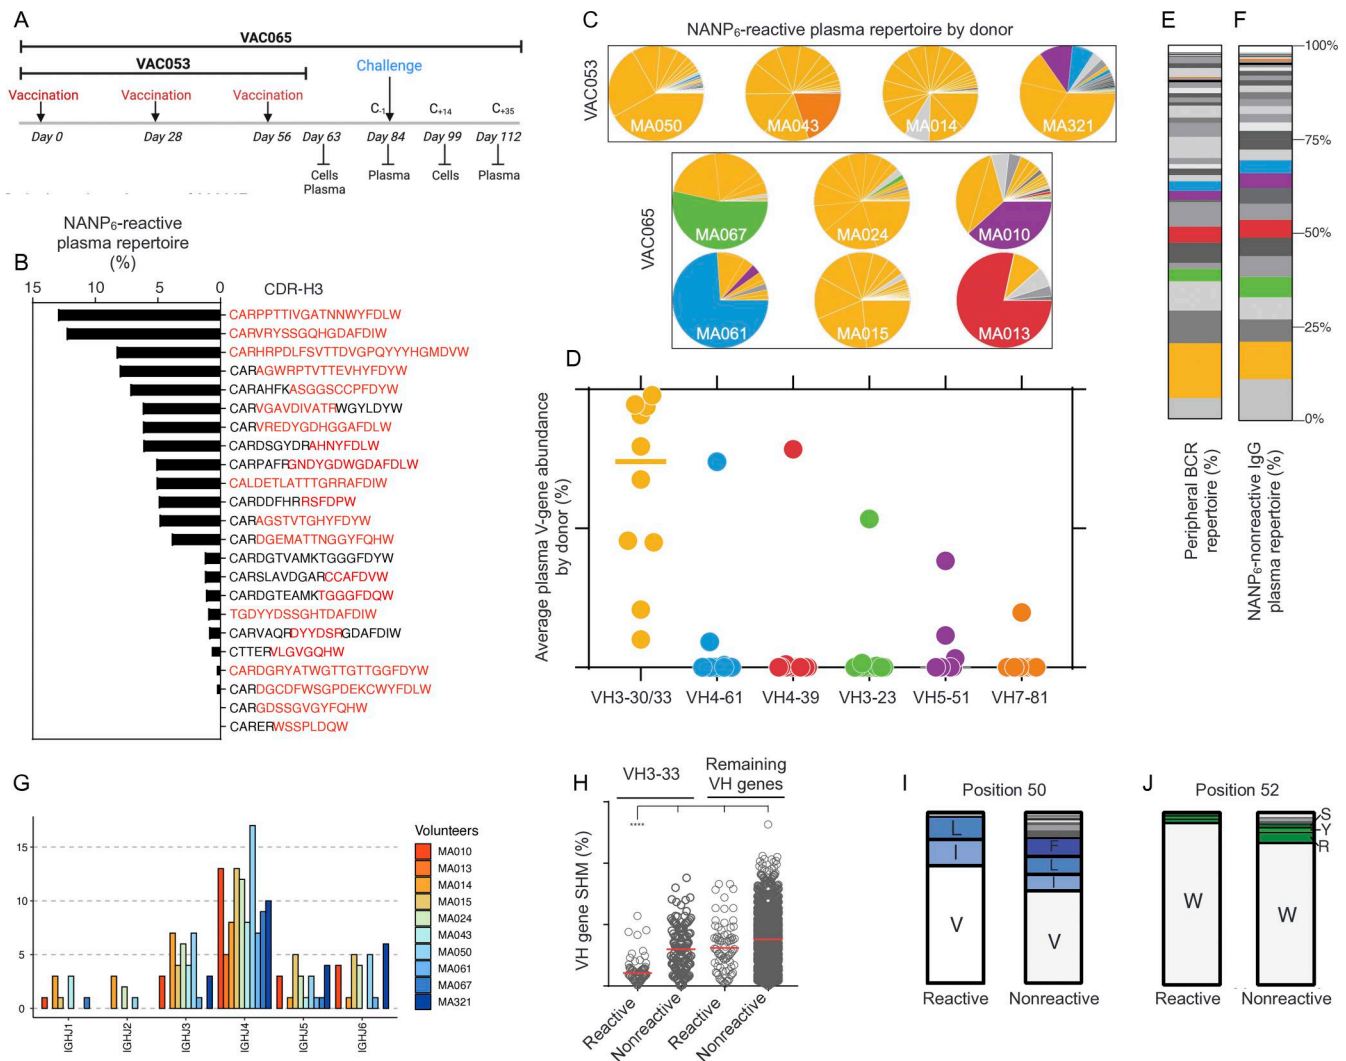 A
VAC065
VAC053
Challenge
Vaccination Vaccination Vaccination
C-1 C+14 C+35
Day 0 Day 28 Day 56 Day 63 Day 84 Day 99 Day 112
Cells Plasma Plasma Cells Plasma
B
NANP6-reactive
plasma repertoire
(%)
15 10 5 0 CDR-H3
CARPPTTIVGATNNWYFDLW
CARVRYSSGQHGDAFDIW
CARHRPDLFSVTTDVGPQYYYHGMDVW
CARAGWRPTVTTEVHYFDYW
CARAHFKASGGSCCPFDYW
CARVGAVDIVATRWGYLDYW
CARVREDYGDHGGAFDLW
CARDSGYDRAHNYFDLW
CARPAFRGNDYGDWGDAFDLW
CALDETLATTTGRRAFDIW
CARDDFHRRSFDPW
CARAGSTVTGHYFDYW
CARDGEMATTNGGYFQHW
CARDGTVAMKTGGGFDYW
CARSLAVDGARCCAFDVW
CARDGTEAMKTGGGFDQW
TGDYYDSSGHTDAFDIW
CARVAQRDYYDSRGDAFDIW
CTTERVLGVGQHW
CARDGRYATWGTTGTTGGFDYW
CARDGCDFWSGPDEKCWYFDLW
CARGDSSGVGYFQHW
CARERWSSPLDQW
C
NANP6-reactive plasma repertoire by donor
VAC053
MA050 MA043 MA014 MA321
VAC065
MA067 MA024 MA010
MA061 MA015 MA013
D
Average plasma V-gene abundance
by donor (%)
VH3-30/33 VH4-61 VH4-39 VH3-23 VH5-51 VH7-81
E F
100%
75%
50%
25%
0%
Peripheral BCR
repertoire (%)
NANP6-nonreactive IgG
plasma repertoire (%)
G
15
10
5
0
IGHJ1 IGHJ2 IGHJ3 IGHJ4 IGHJ5 IGHJ6
Volunteers
MA010
MA013
MA014
MA015
MA024
MA043
MA050
MA061
MA067
MA321
H
VH3-33
Remaining
VH genes
****
VH gene SHM (%)
Reactive Nonreactive Reactive Nonreactive
I
Position 50
L
I
V
F
L
I
V
Reactive Nonreactive
J
Position 52
S
Y
R
W W
Reactive Nonreactive